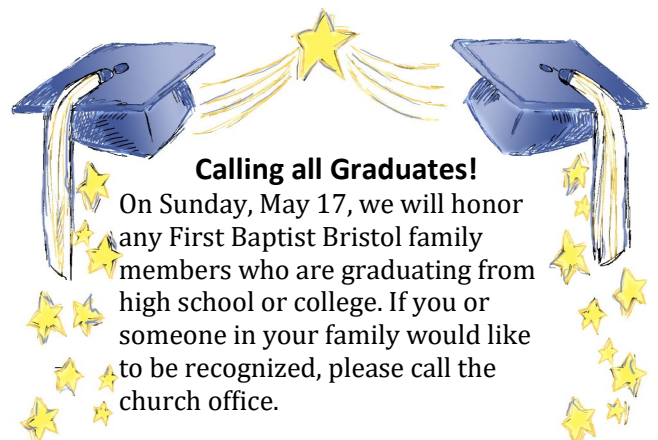 Calling all Graduates!
On Sunday, May 17, we will honor
any First Baptist Bristol family
members who are graduating from
high school or college. If you or
someone in your family would like
to be recognized, please call the
church office.